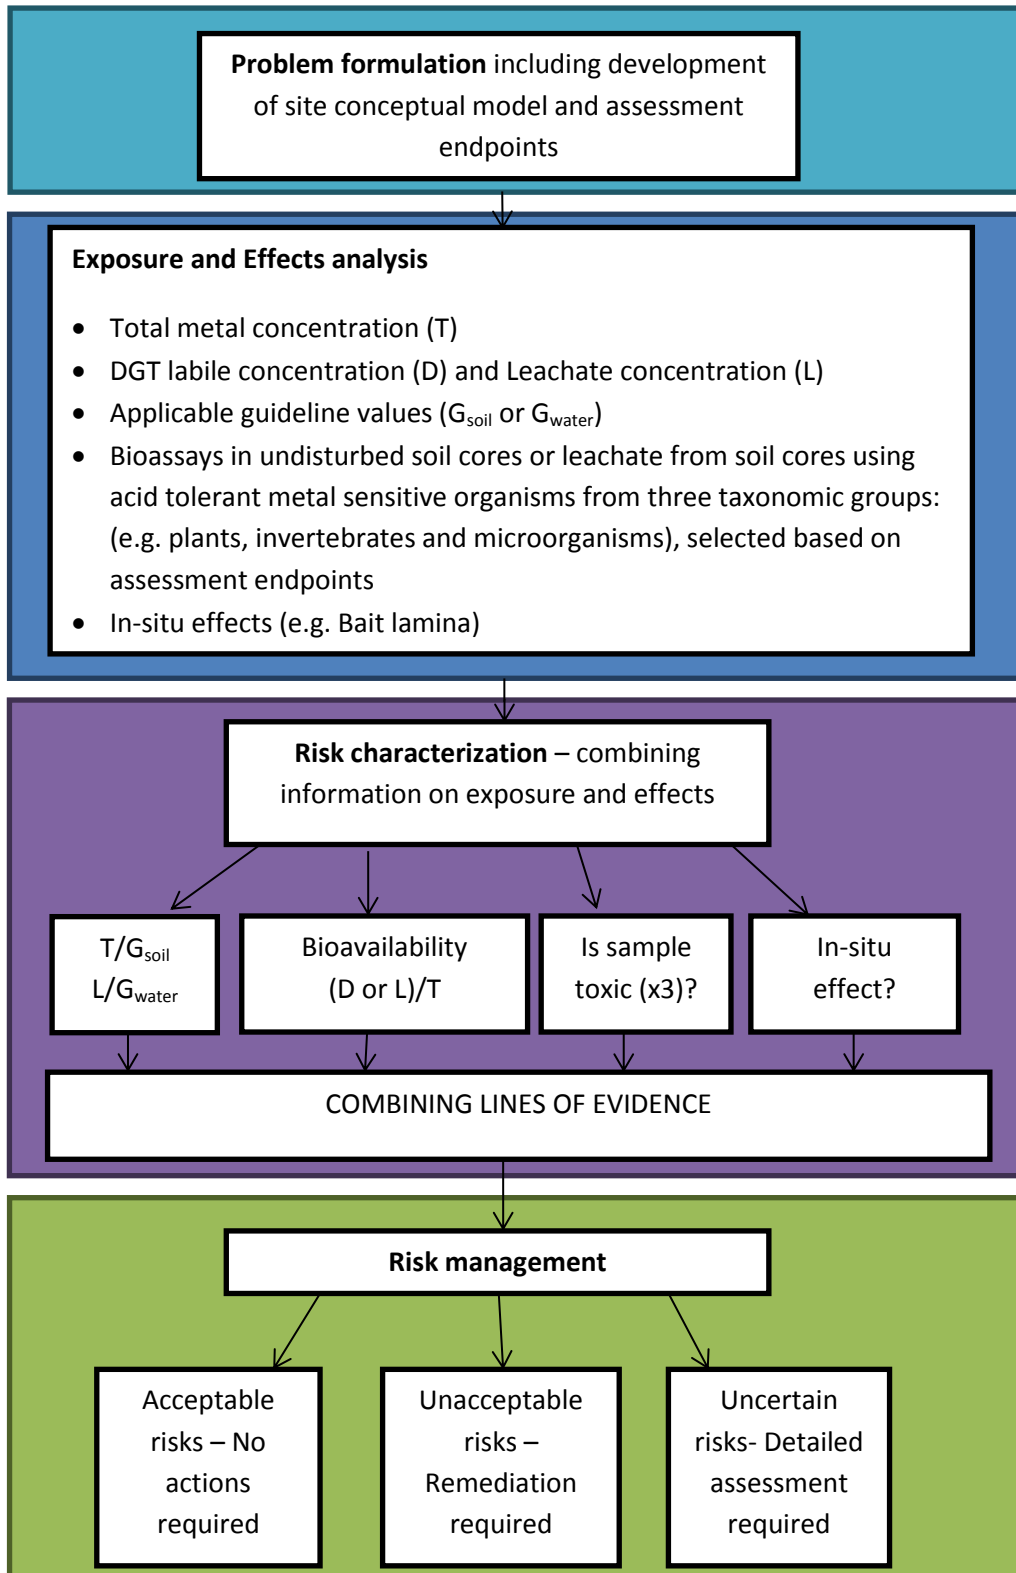 Problem formulation including development
of site conceptual model and assessment
endpoints
Exposure and Effects analysis
• Total metal concentration (T)
• DGT labile concentration (D) and Leachate concentration (L)
• Applicable guideline values (Gsoil or Gwater)
• Bioassays in undisturbed soil cores or leachate from soil cores using
acid tolerant metal sensitive organisms from three taxonomic groups:
(e.g. plants, invertebrates and microorganisms), selected based on
assessment endpoints
• In-situ effects (e.g. Bait lamina)
Risk characterization – combining
information on exposure and effects
T/Gsoil
L/Gwater
Bioavailability
(D or L)/T
Is sample
toxic (x3)?
In-situ
effect?
COMBINING LINES OF EVIDENCE
Risk management
Acceptable
risks – No
actions
required
Unacceptable
risks –
Remediation
required
Uncertain
risks- Detailed
assessment
required